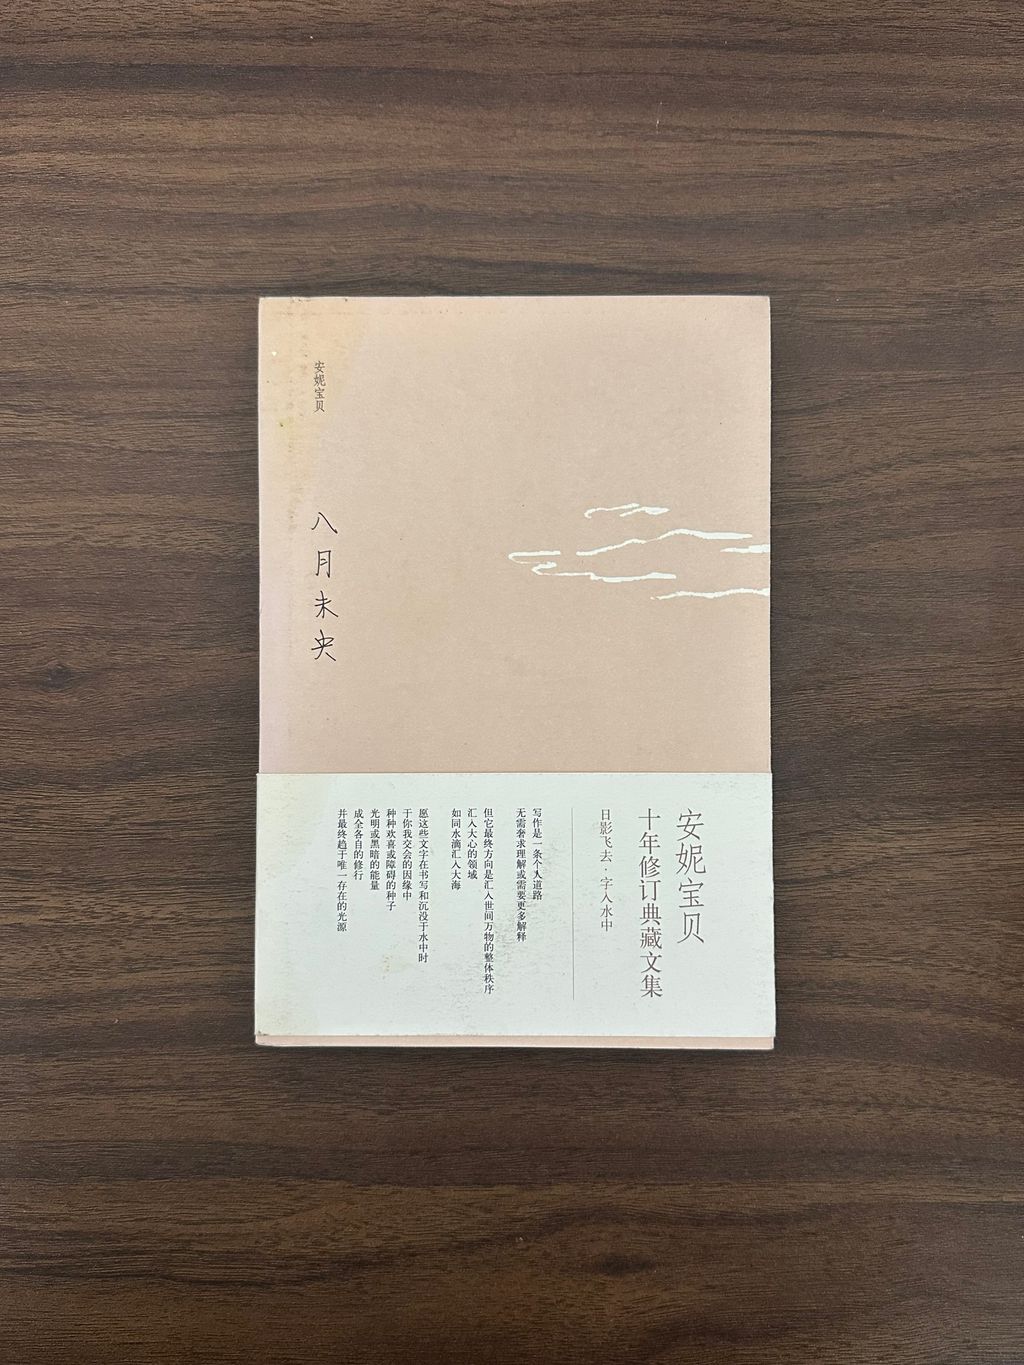 安妮宝贝
八月未央
安妮宝贝
十年修订典藏文集
日影飞去·字入水中
写作是一条个人道路
无需奢求理解或需要更多解释
但它最终方向是汇入世间万物的整体秩序
汇入大心的领域
如同水滴汇入大海
愿这些文字在书写和沉没于水中时
于你我交会的因缘中
种种欢喜或障碍的种子
光明或黑暗的能量
成全各自的修行
并最终趋于唯一存在的光源